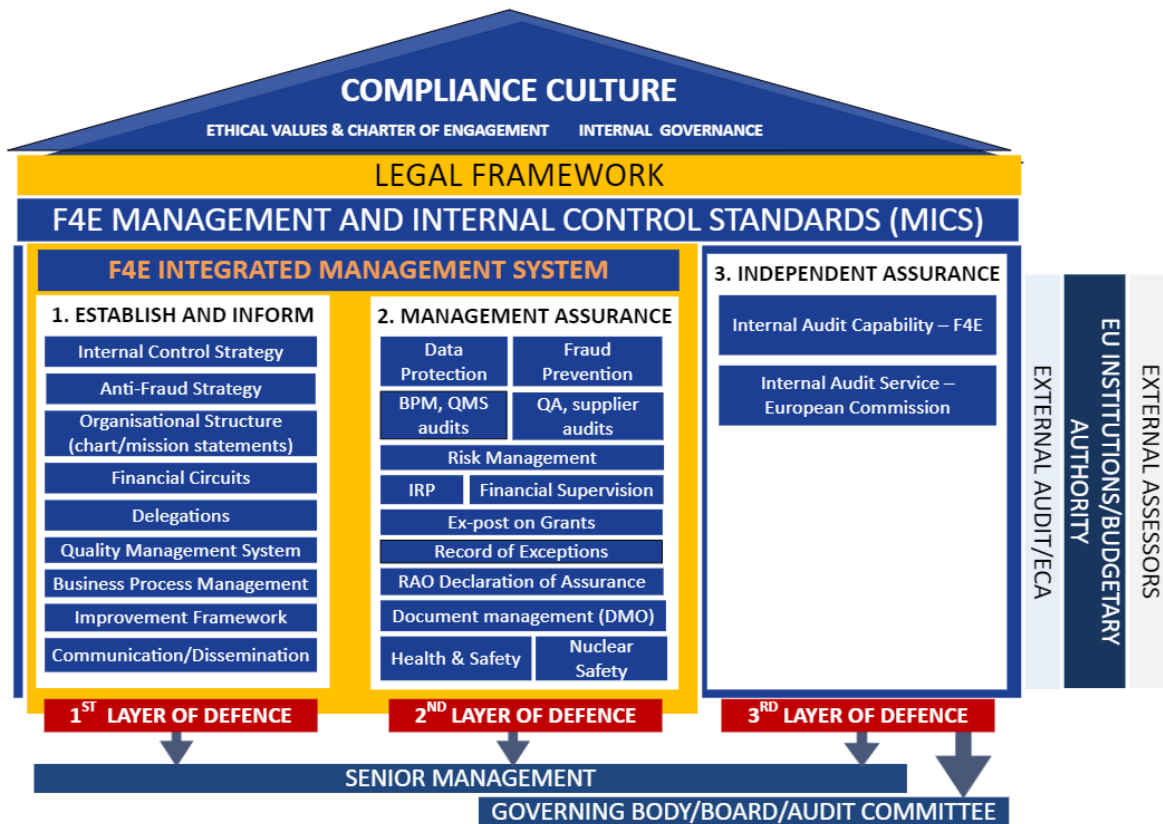 COMPLIANCE CULTURE
ETHICAL VALUES & CHARTER OF ENGAGEMENT INTERNAL GOVERNANCE
LEGAL FRAMEWORK
F4E MANAGEMENT AND INTERNAL CONTROL STANDARDS (MICS)
F4E INTEGRATED MANAGEMENT SYSTEM
1. ESTABLISH AND INFORM
Internal Control Strategy
Anti-Fraud Strategy
Organisational Structure
(chart/mission statements)
Financial Circuits
Delegations
Quality Management System
Business Process Management
Improvement Framework
Communication/Dissemination
1ST LAYER OF DEFENCE
2. MANAGEMENT ASSURANCE
Data
Protection
Fraud
Prevention
BPM, QMS
audits
QA, supplier
audits
Risk Management
IRP
Financial Supervision
Ex-post on Grants
Record of Exceptions
RAO Declaration of Assurance
Document management (DMO)
Health & Safety
Nuclear
Safety
2ND LAYER OF DEFENCE
3. INDEPENDENT ASSURANCE
Internal Audit Capability – F4E
Internal Audit Service –
European Commission
3RD LAYER OF DEFENCE
EXTERNAL AUDIT/ECA
EU INSTITUTIONS/BUDGETARY
AUTHORITY
EXTERNAL ASSESSORS
SENIOR MANAGEMENT
GOVERNING BODY/BOARD/AUDIT COMMITTEE